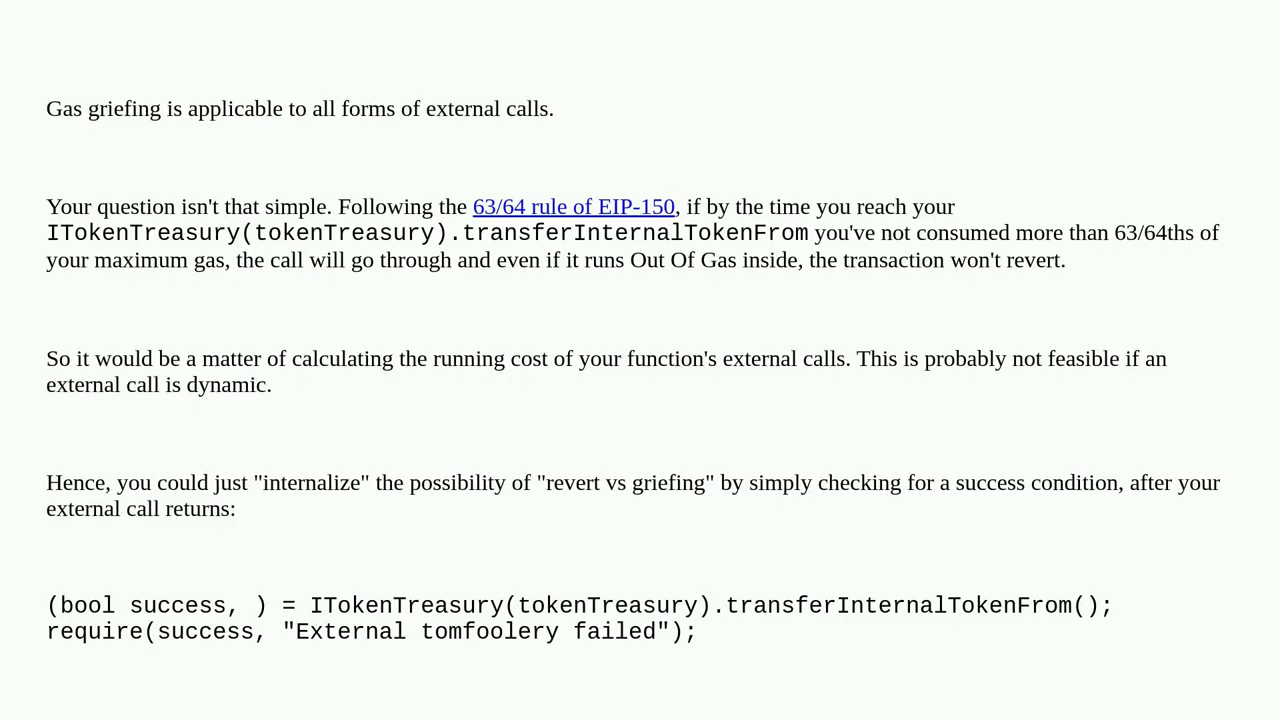 Gas griefing is applicable to all forms of external calls.
Your question isn't that simple. Following the 63/64 rule of EIP-150, if by the time you reach your
ITokenTreasury(tokenTreasury).transferInternalTokenFrom you've not consumed more than 63/64ths of
your maximum gas, the call will go through and even if it runs Out Of Gas inside, the transaction won't revert.
So it would be a matter of calculating the running cost of your function's external calls. This is probably not feasible if an
external call is dynamic.
Hence, you could just "internalize" the possibility of "revert vs griefing" by simply checking for a success condition, after your
external call returns:
(bool success, ) = ITokenTreasury(tokenTreasury).transferInternalTokenFrom();
require(success, "External tomfoolery failed");